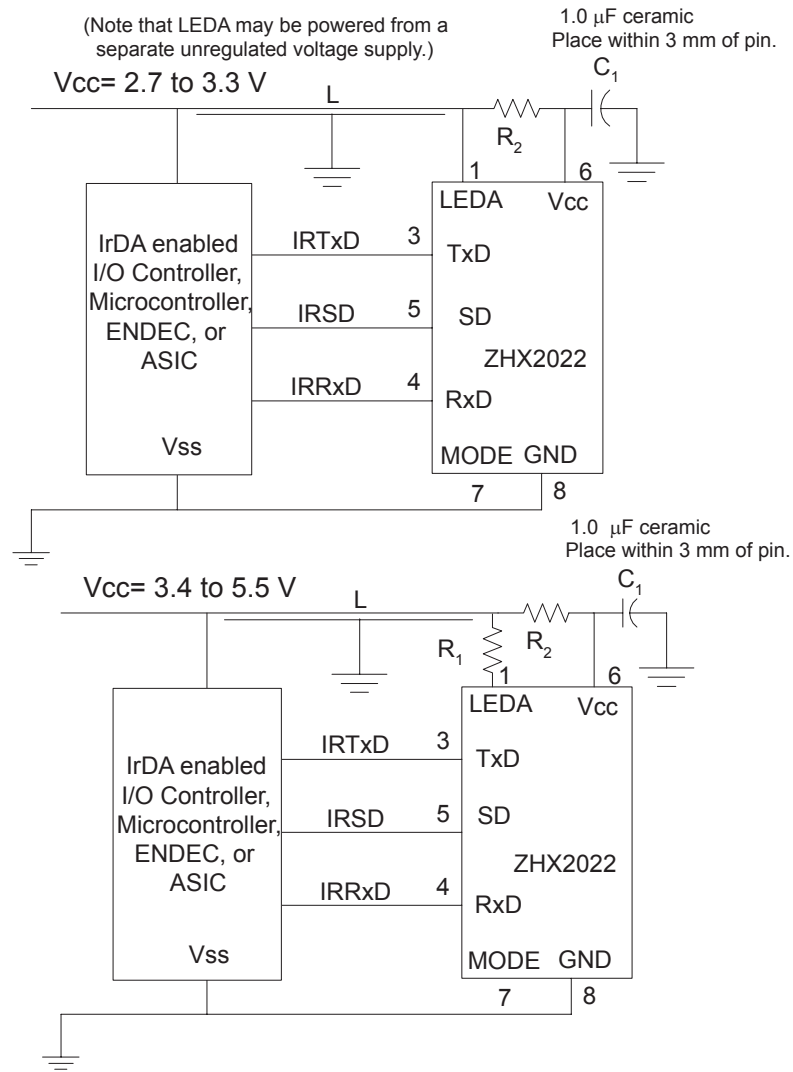 (Note that LEDA may be powered from a
separate unregulated voltage supply.)
1.0 μF ceramic
Place within 3 mm of pin.
Vcc= 2.7 to 3.3 V
L
C1
R2
1
6
LEDA
Vcc
IrDA enabled
I/O Controller,
Microcontroller,
ENDEC, or
ASIC
Vss
IRTxD
3
TxD
IRSD
5
SD
ZHX2022
IRRxD
4
RxD
MODE
GND
7
8
1.0 μF ceramic
Place within 3 mm of pin.
Vcc= 3.4 to 5.5 V
L
C1
R1
R2
1
6
LEDA
Vcc
IrDA enabled
I/O Controller,
Microcontroller,
ENDEC, or
ASIC
Vss
IRTxD
3
TxD
IRSD
5
SD
ZHX2022
IRRxD
4
RxD
MODE
GND
7
8